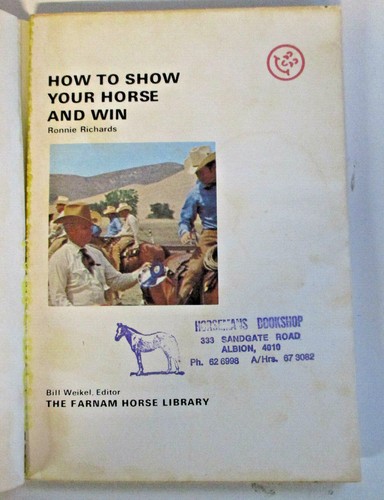 HOW TO SHOW
YOUR HORSE
AND WIN
Ronnie Richards
HORSEMANS BOOKSHOP
333 SANDGATE ROAD
ALBION, 4010
Ph. 62 6998 A/Hrs. 67 3082
Bill Weikel, Editor
THE FARNAM HORSE LIBRARY